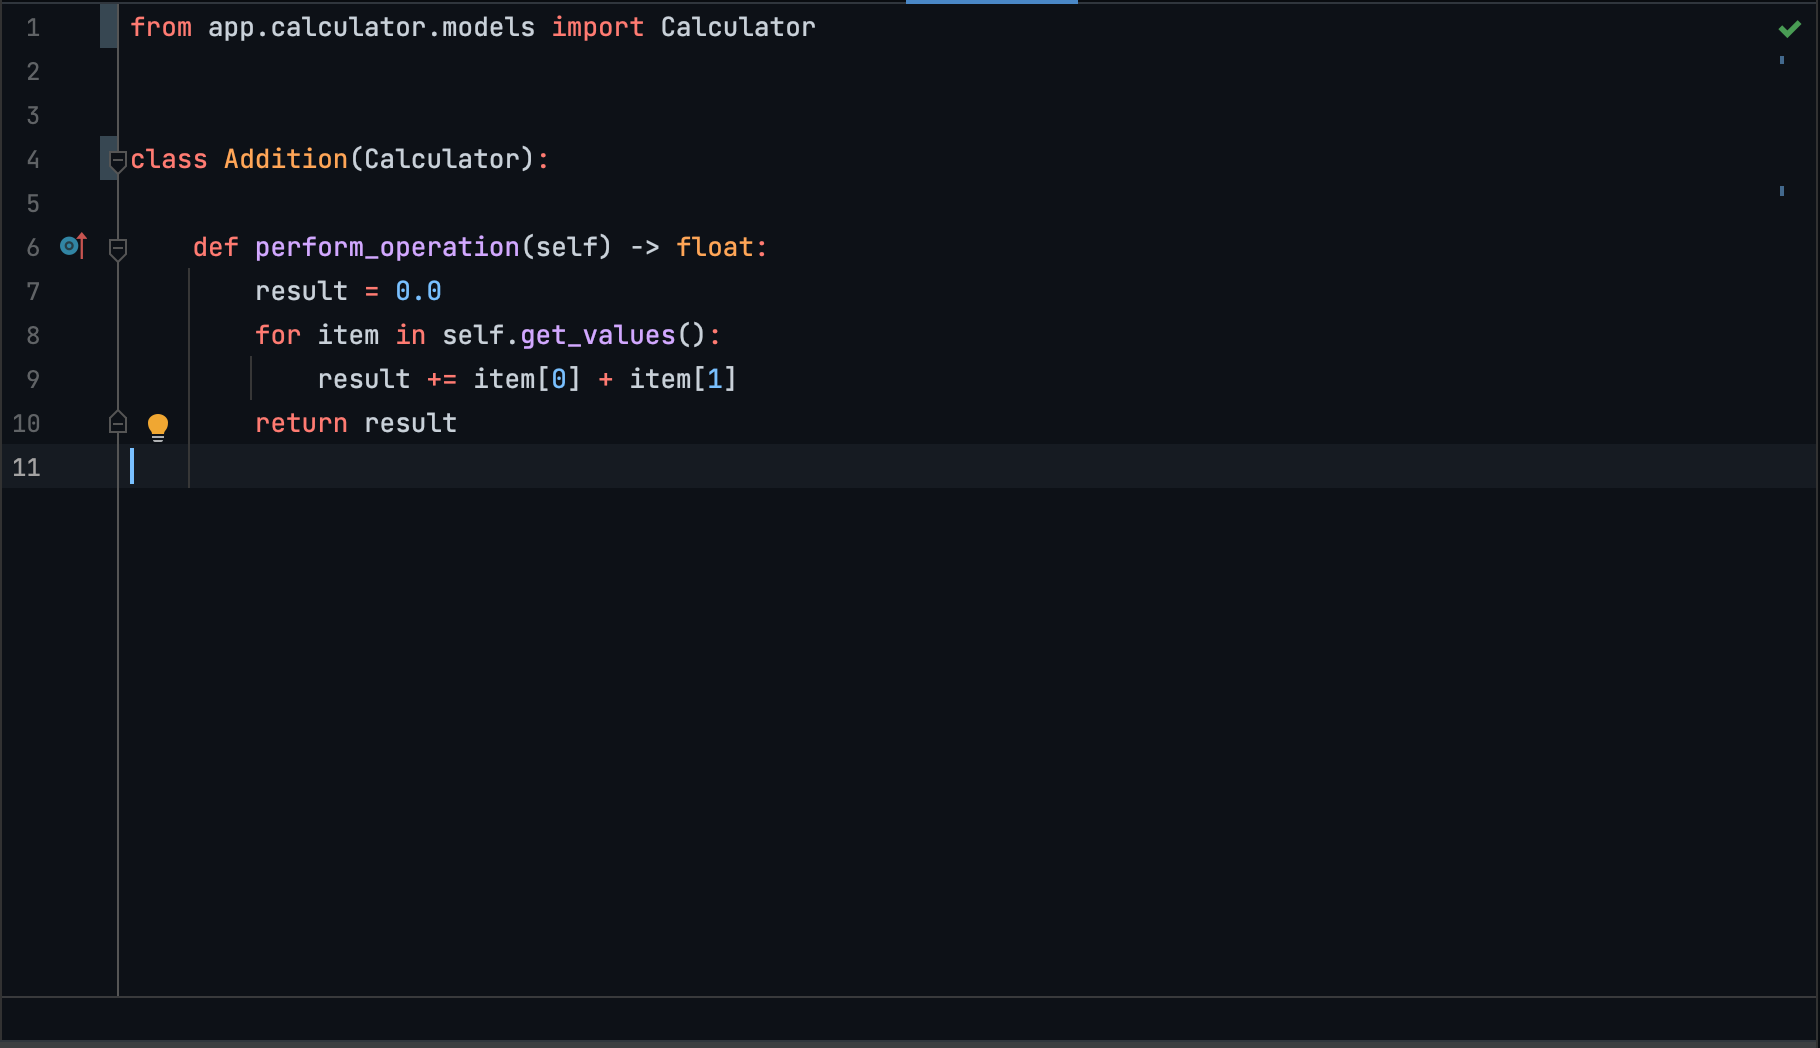 1 from app.calculator.models import Calculator
2
3
4 class Addition(Calculator):
5
6     def perform_operation(self) -> float:
7         result = 0.0
8         for item in self.get_values():
9             result += item[0] + item[1]
10         return result
11